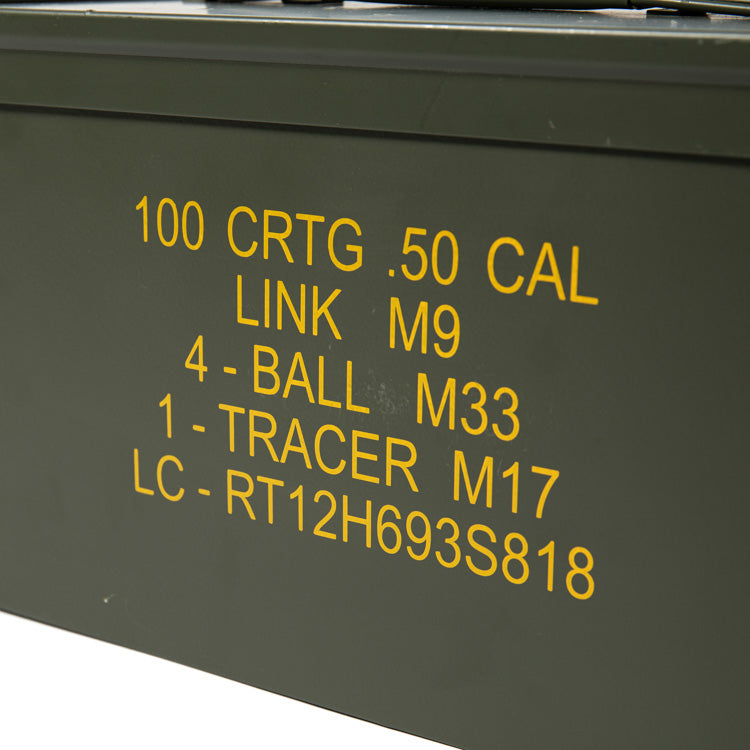 100 CRTG .50 CAL
LINK M9
4 - BALL M33
1 - TRACER M17
LC - RT12H693S818